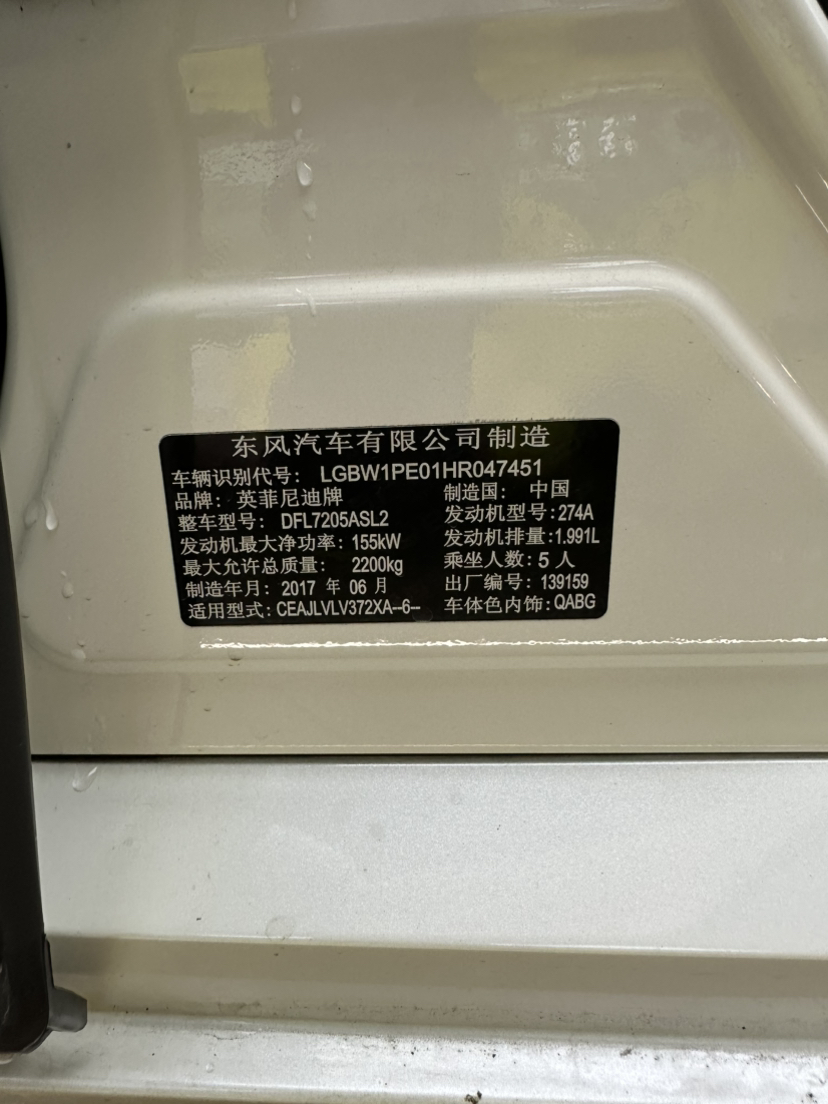 东风汽车有限公司制造
车辆识别代号: LGBW1PE01HR047451
品牌: 英菲尼迪牌 制造国: 中国
整车型号: DFL7205ASL2 发动机型号:274A
发动机最大净功率: 155kW 发动机排量:1.991L
最大允许总质量: 2200kg 乘坐人数: 5 人
制造年月: 2017 年 06 月 出厂编号: 139159
适用型式: CEAJLVLV372XA--6-- 车体色内饰: QABG